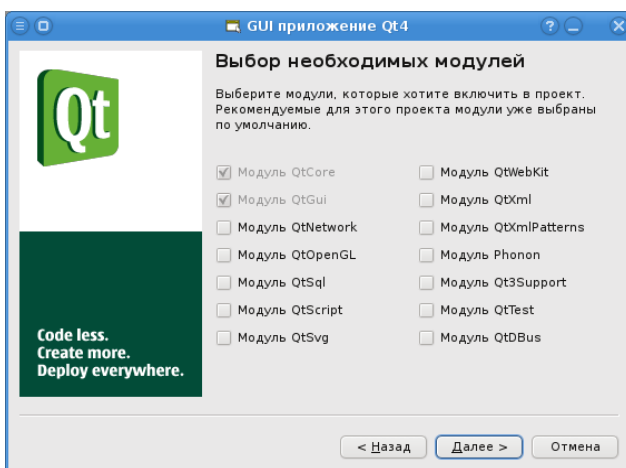 GUI приложение Qt4
Qt
Code less.
Create more.
Deploy everywhere.
Выбор необходимых модулей
Выберите модули, которые хотите включить в проект.
Рекомендуемые для этого проекта модули уже выбраны
по умолчанию.
Модуль QtCore
Модуль QtGui
Модуль QtNetwork
Модуль QtOpenGL
Модуль QtSql
Модуль QtScript
Модуль QtSvg
Модуль QtWebKit
Модуль QtXml
Модуль QtXmlPatterns
Модуль Phonon
Модуль Qt3Support
Модуль QtTest
Модуль QtDBus
< Назад
Далее >
Отмена